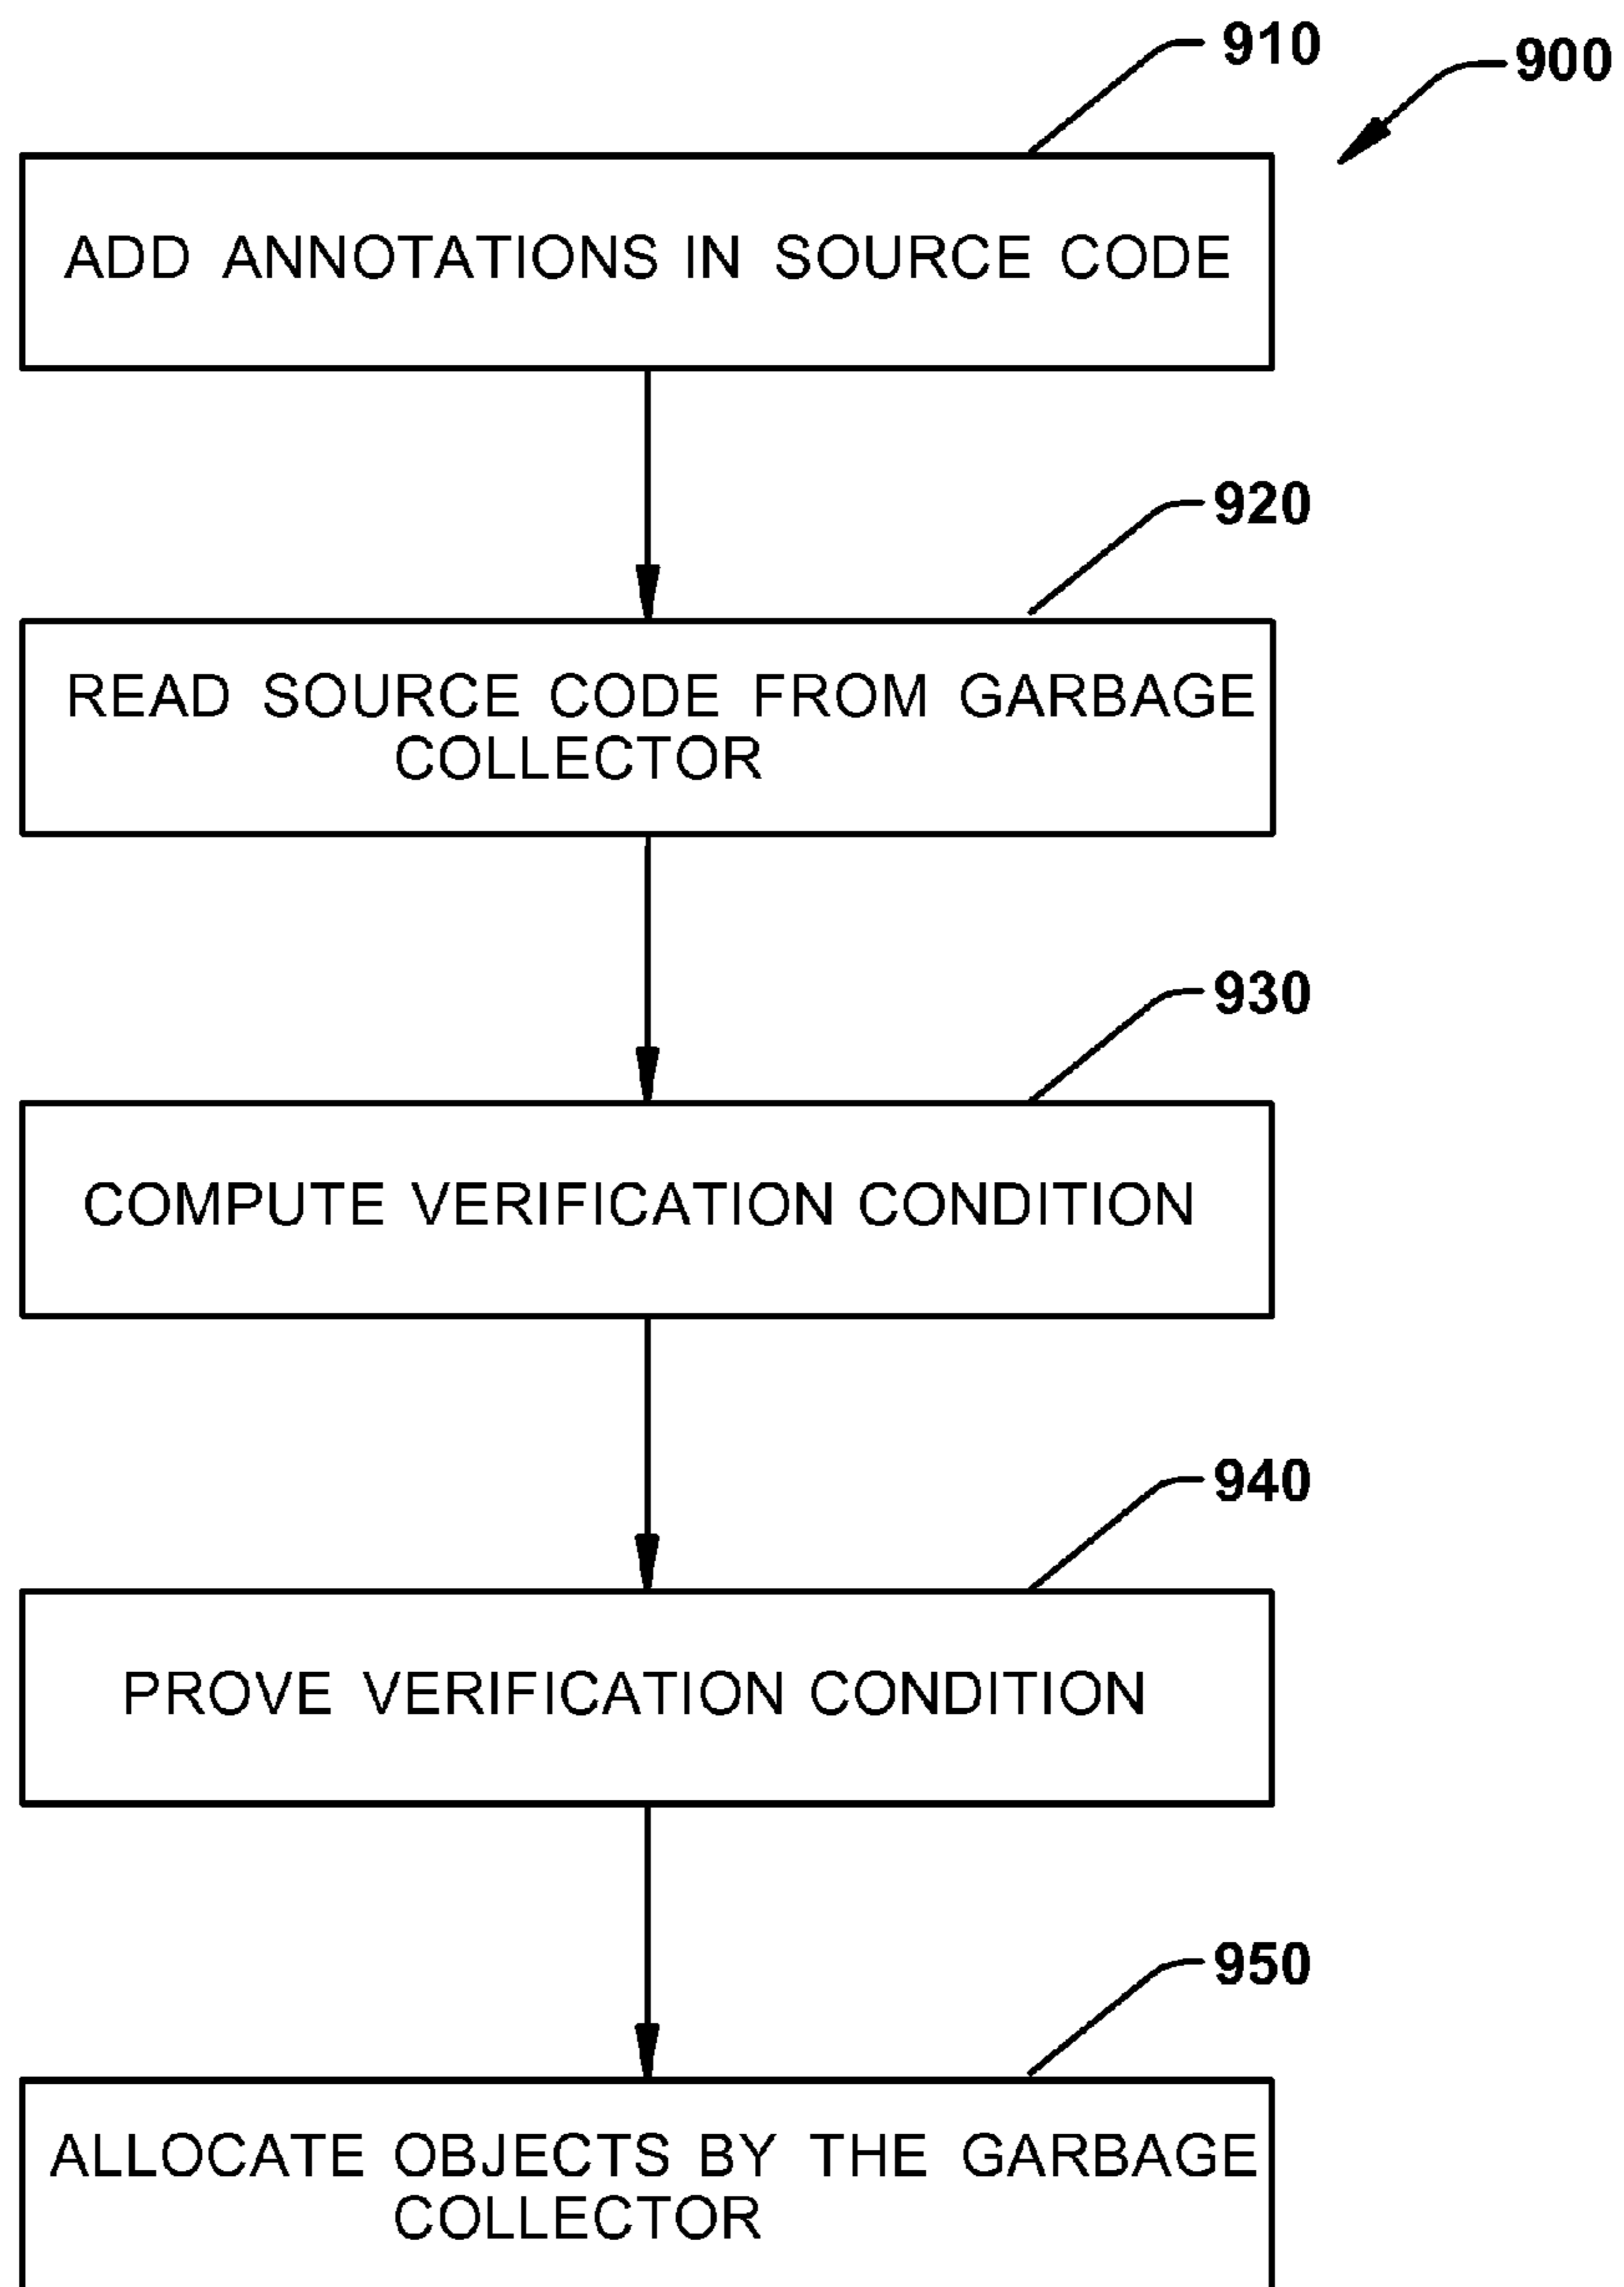 910
900
ADD ANNOTATIONS IN SOURCE CODE
920
READ SOURCE CODE FROM GARBAGE
COLLECTOR
930
COMPUTE VERIFICATION CONDITION
940
PROVE VERIFICATION CONDITION
950
ALLOCATE OBJECTS BY THE GARBAGE
COLLECTOR